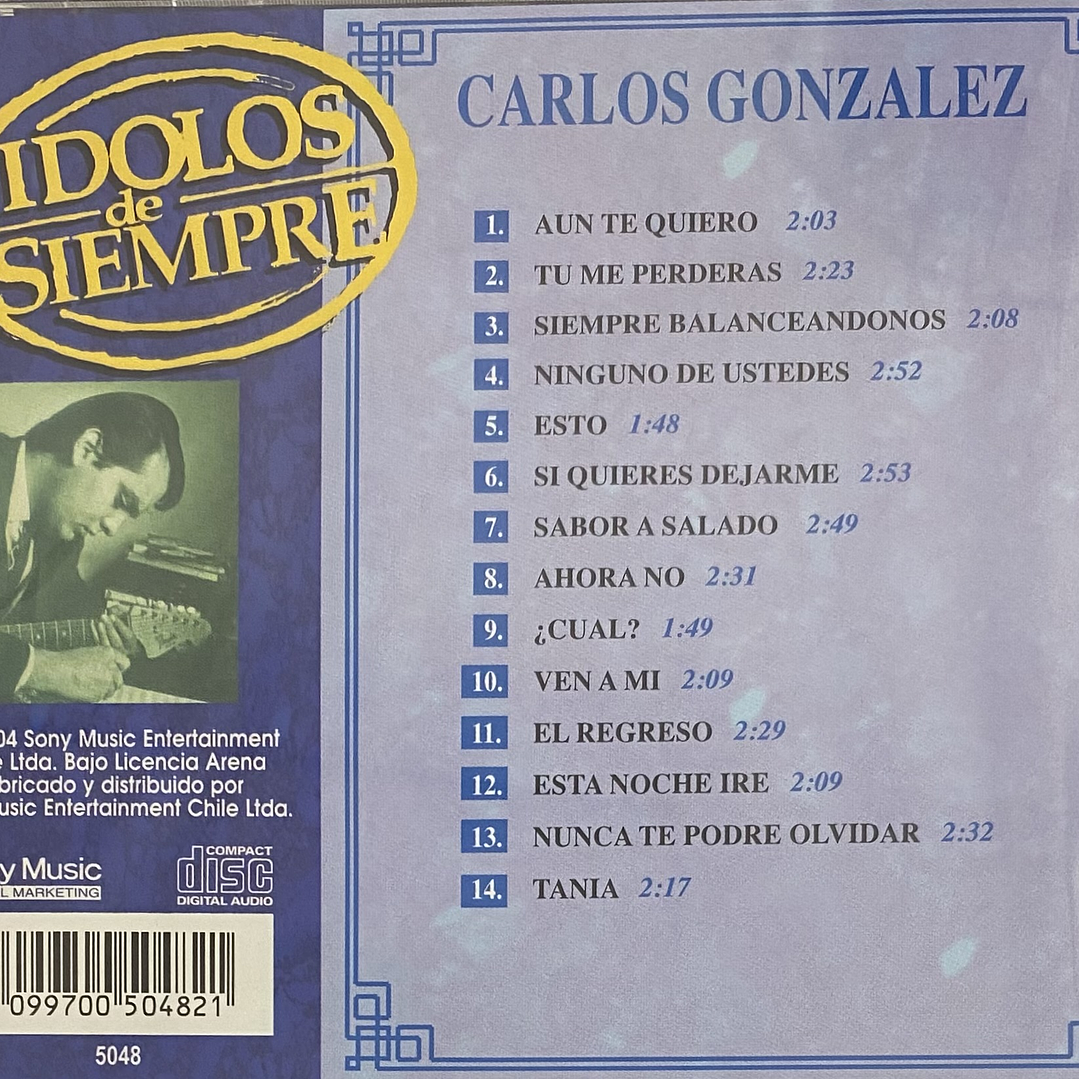 IDOLOS
de
SIEMPRE
CARLOS GONZALEZ
1. AUN TE QUIERO 2:03
2. TU ME PERDERAS 2:23
3. SIEMPRE BALANCEANDONOS 2:08
4. NINGUNO DE USTEDES 2:52
5. ESTO 1:48
6. SI QUIERES DEJARME 2:53
7. SABOR A SALADO 2:49
8. AHORA NO 2:31
9. ¿CUAL? 1:49
10. VEN A MI 2:09
11. EL REGRESO 2:29
12. ESTA NOCHE IRE 2:09
13. NUNCA TE PODRE OLVIDAR 2:32
14. TANIA 2:17
04 Sony Music Entertainment
e Ltda. Bajo Licencia Arena
bricado y distribuido por
usic Entertainment Chile Ltda.
y Music
L MARKETING
COMPACT
disc
DIGITAL AUDIO
099700 504821
5048